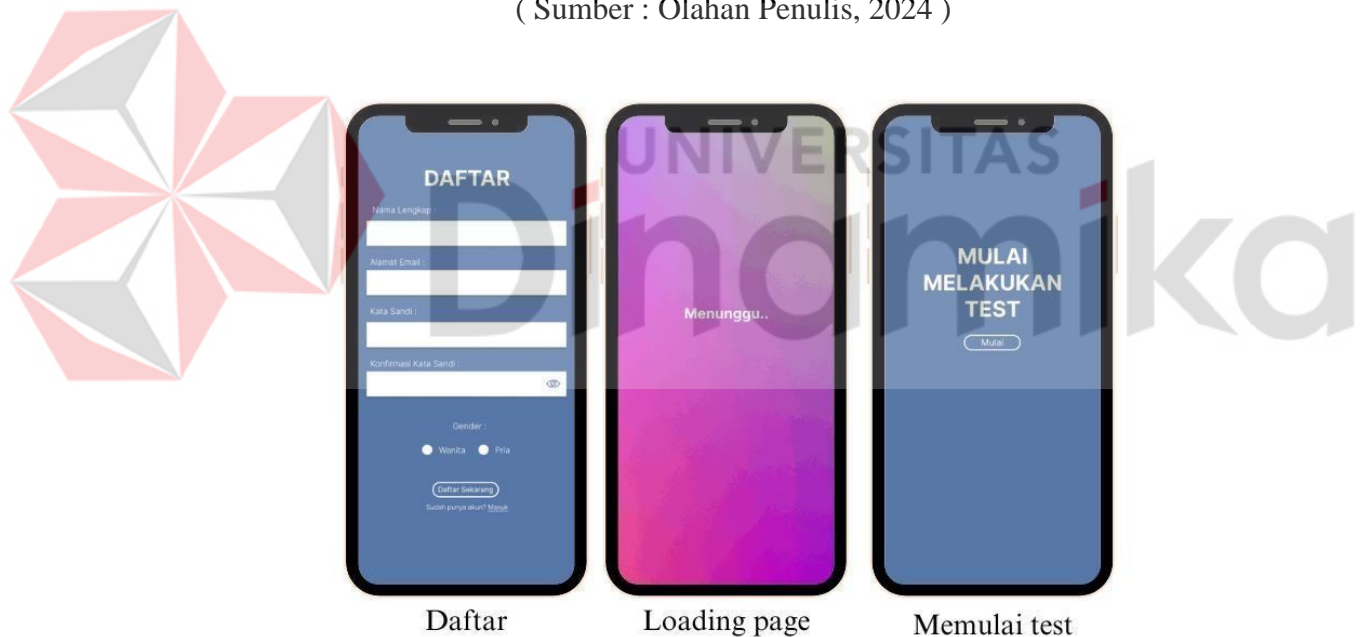 ( Sumber : Olahan Penulis, 2024 )
UNIVERSITAS
Dinamika
DAFTAR
Nama Lengkap :
Alamat Email :
Kata Sandi :
Konfirmasi Kata Sandi :
Gender :
Wanita Pria
Daftar Sekarang
Sudah punya akun? Masuk
Menunggu..
MULAI
MELAKUKAN
TEST
Mulai
Daftar
Loading page
Memulai test